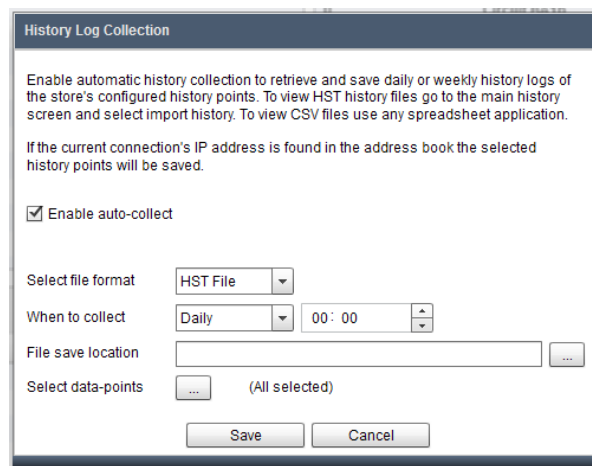 History Log Collection
Enable automatic history collection to retrieve and save daily or weekly history logs of
the store's configured history points. To view HST history files go to the main history
screen and select import history. To view CSV files use any spreadsheet application.
If the current connection's IP address is found in the address book the selected
history points will be saved.
Enable auto-collect
Select file format HST File
When to collect Daily 00: 00
File save location ...
Select data-points ... (All selected)
Save Cancel